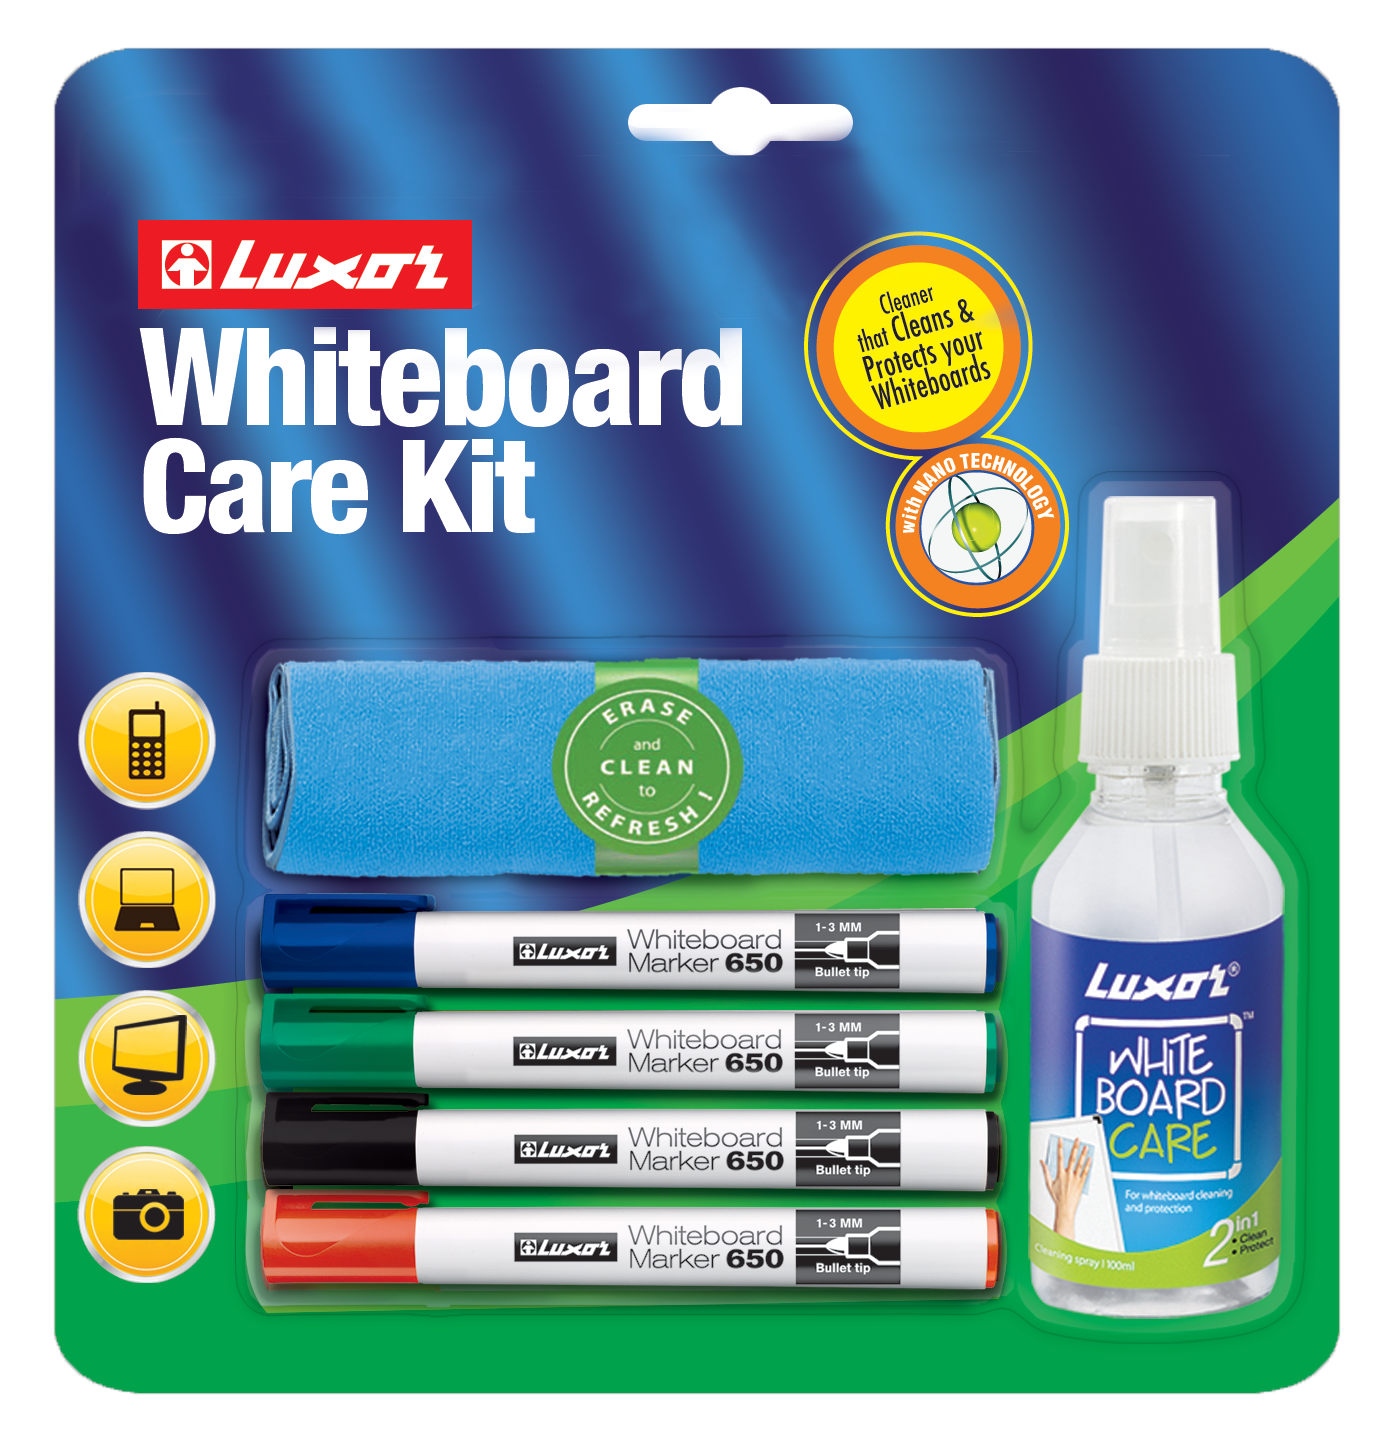 Luxor
Whiteboard
Care Kit
Cleaner
that Cleans &
Protects your
Whiteboards
with NANO TECHNOLOGY
ERASE
and
CLEAN
to
REFRESH !
Luxor
Whiteboard
Marker 650
1-3 MM
Bullet tip
Luxor
Whiteboard
Marker 650
1-3 MM
Bullet tip
Luxor
Whiteboard
Marker 650
1-3 MM
Bullet tip
Luxor
Whiteboard
Marker 650
1-3 MM
Bullet tip
Luxor®
WHITE
BOARD
CARE
™
For whiteboard cleaning
and protection
2in1
• Clean
• Protect
Cleaning spray | 100ml